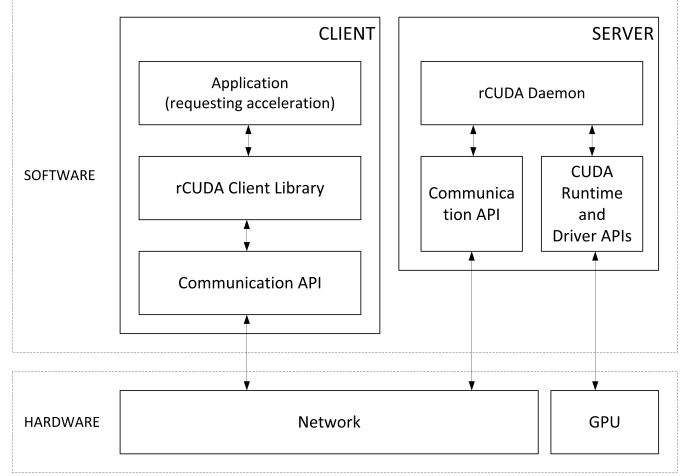 CLIENT
Application
(requesting acceleration)
rCUDA Client Library
Communication API
SERVER
rCUDA Daemon
Communica
tion API
CUDA
Runtime
and
Driver APIs
SOFTWARE
HARDWARE
Network
GPU